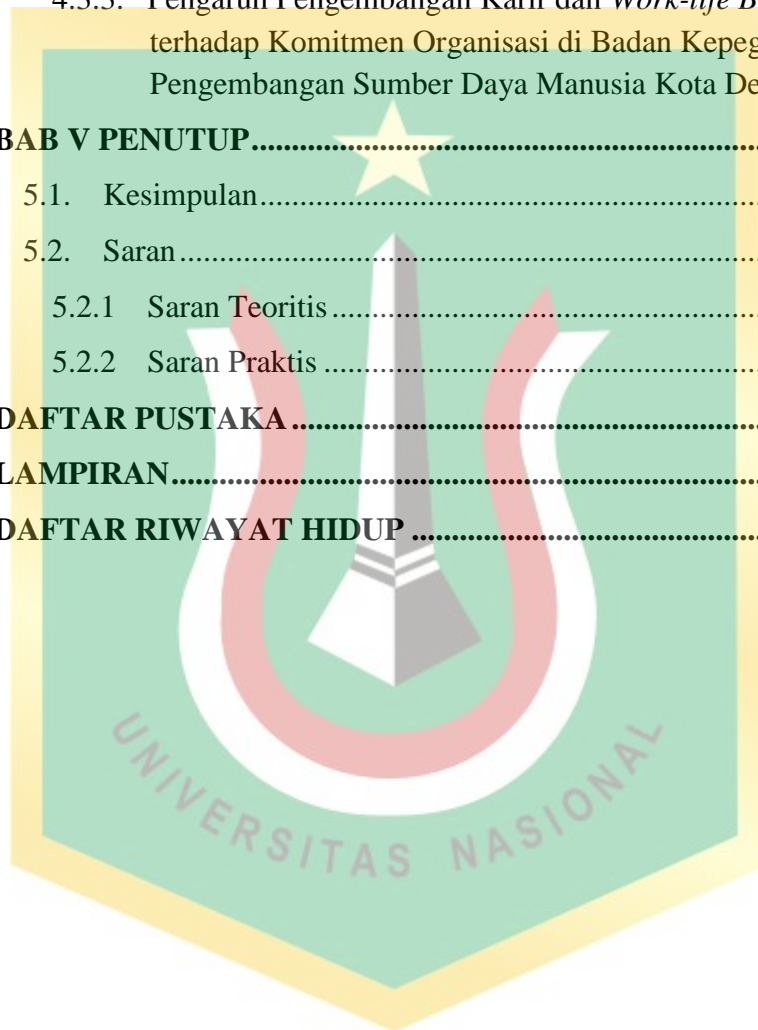 4.3.3. Pengaruh Pengembangan Karir dan Work-life B
terhadap Komitmen Organisasi di Badan Kepeg
Pengembangan Sumber Daya Manusia Kota De
BAB V PENUTUP..................................................................
5.1. Kesimpulan..................................................................
5.2. Saran..................................................................
5.2.1 Saran Teoritis..................................................................
5.2.2 Saran Praktis..................................................................
DAFTAR PUSTAKA..................................................................
LAMPIRAN..................................................................
DAFTAR RIWAYAT HIDUP..................................................................
UNIVERSITAS NASIONAL